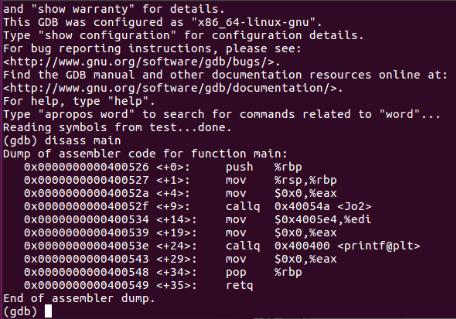 and "show warranty" for details.
This GDB was configured as "x86_64-linux-gnu".
Type "show configuration" for configuration details.
For bug reporting instructions, please see:
<http://www.gnu.org/software/gdb/bugs/>.
Find the GDB manual and other documentation resources online at:
<http://www.gnu.org/software/gdb/documentation/>.
For help, type "help".
Type "apropos word" to search for commands related to "word"...
Reading symbols from test...done.
(gdb) disass main
Dump of assembler code for function main:
   0x0000000000400526 <+0>:     push   %rbp
   0x0000000000400527 <+1>:     mov    %rsp,%rbp
   0x000000000040052a <+4>:     mov    $0x0,%eax
   0x000000000040052f <+9>:     callq  0x40054a <Jo2>
   0x0000000000400534 <+14>:    mov    $0x4005e4,%edi
   0x0000000000400539 <+19>:    mov    $0x0,%eax
   0x000000000040053e <+24>:    callq  0x400400 <printf@plt>
   0x0000000000400543 <+29>:    mov    $0x0,%eax
   0x0000000000400548 <+34>:    pop    %rbp
   0x0000000000400549 <+35>:    retq
End of assembler dump.
(gdb)